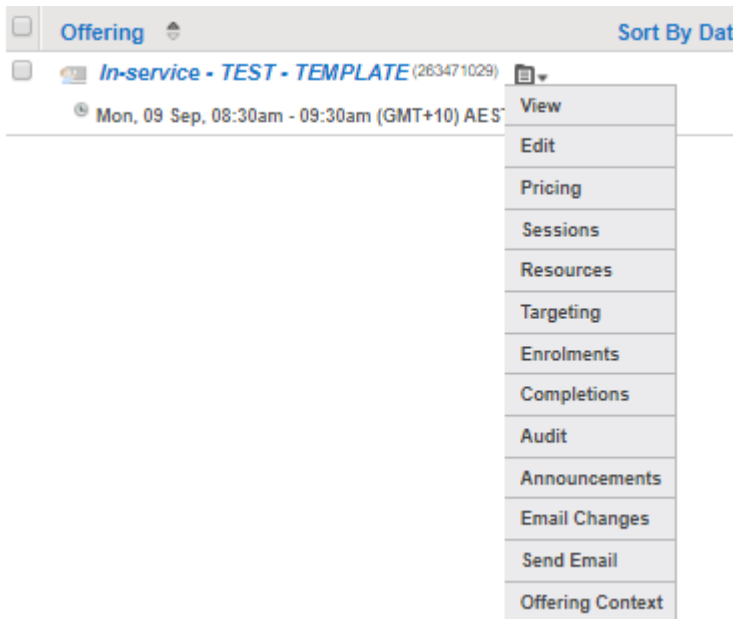 Offering Sort By Dat
In-service - TEST - TEMPLATE (263471029)
Mon, 09 Sep, 08:30am - 09:30am (GMT+10) AEST
View
Edit
Pricing
Sessions
Resources
Targeting
Enrolments
Completions
Audit
Announcements
Email Changes
Send Email
Offering Context